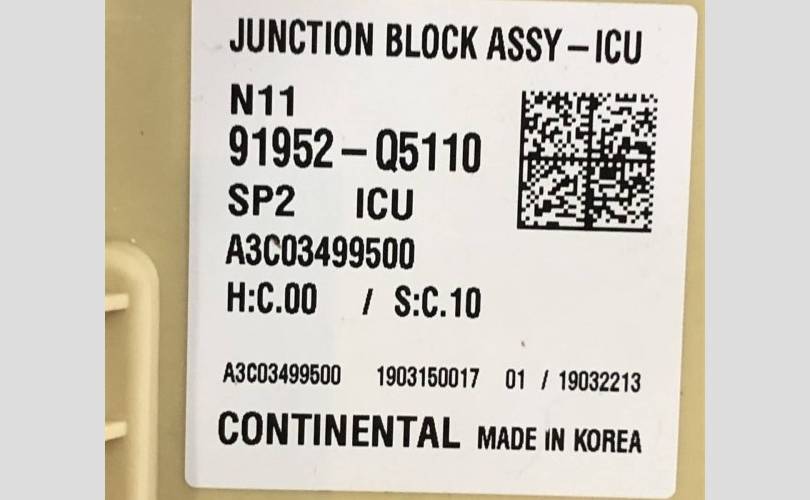 JUNCTION BLOCK ASSY-ICU
N11
91952-Q5110
SP2 ICU
A3C03499500
H:C.00 / S:C.10
A3C03499500 1903150017 01 / 19032213
CONTINENTAL MADE IN KOREA